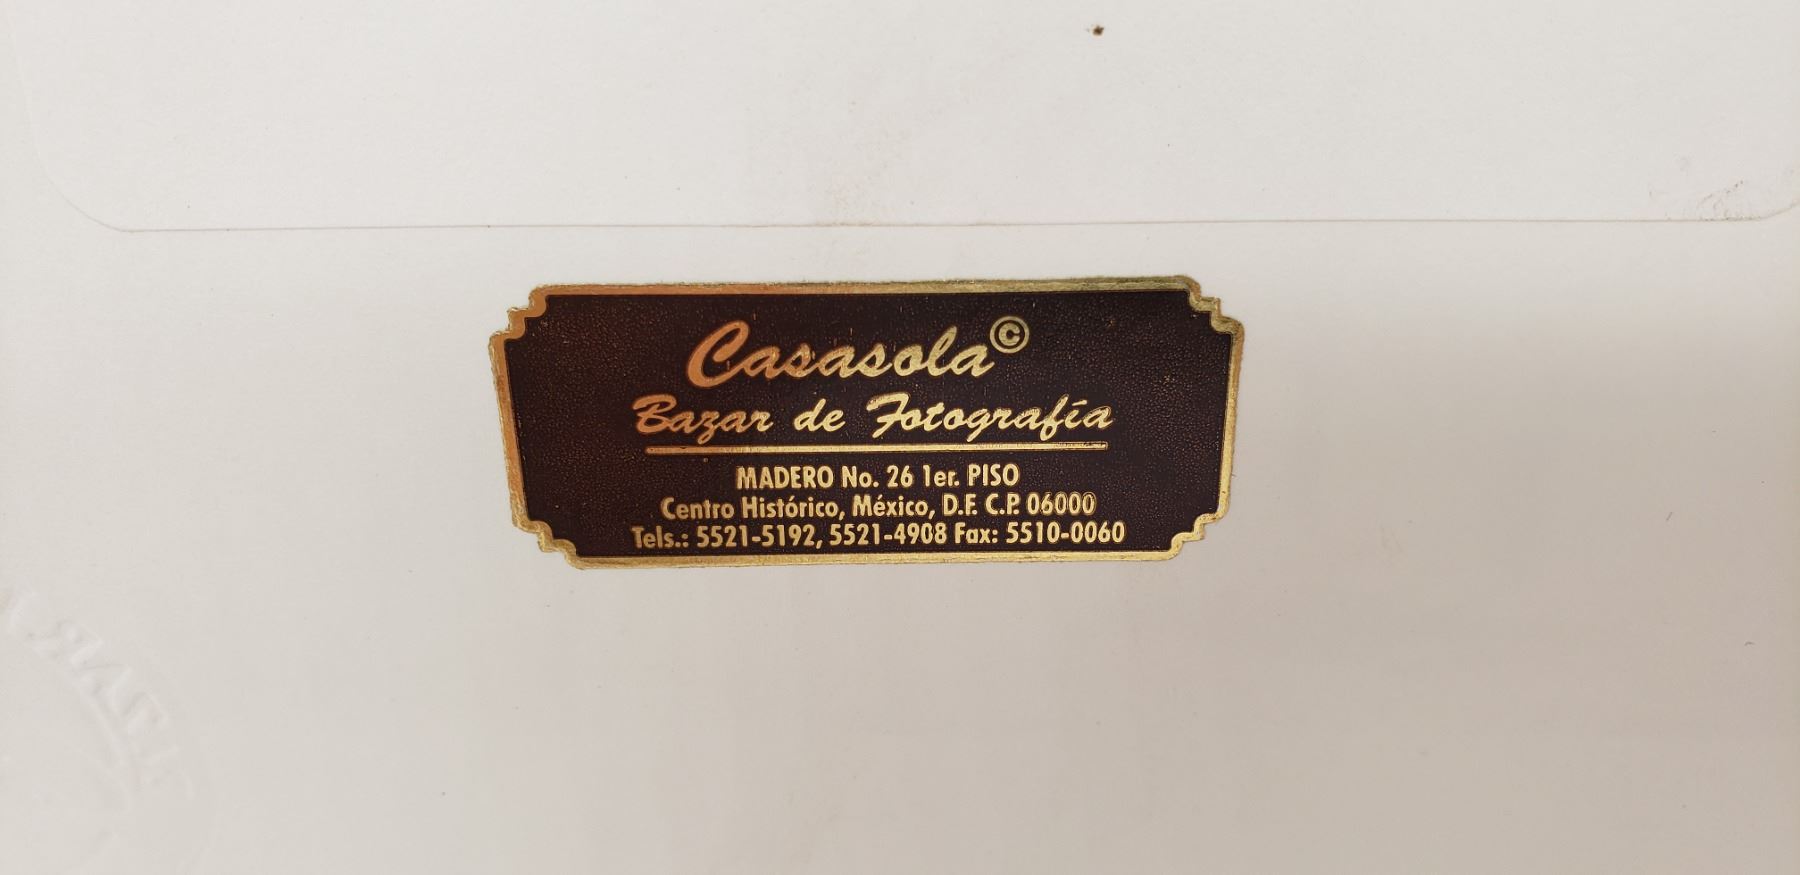 Casasola©
Bazar de Fotografía
MADERO No. 26 1er. PISO
Centro Histórico, México, D.F. C.P. 06000
Tels.: 5521-5192, 5521-4908 Fax: 5510-0060